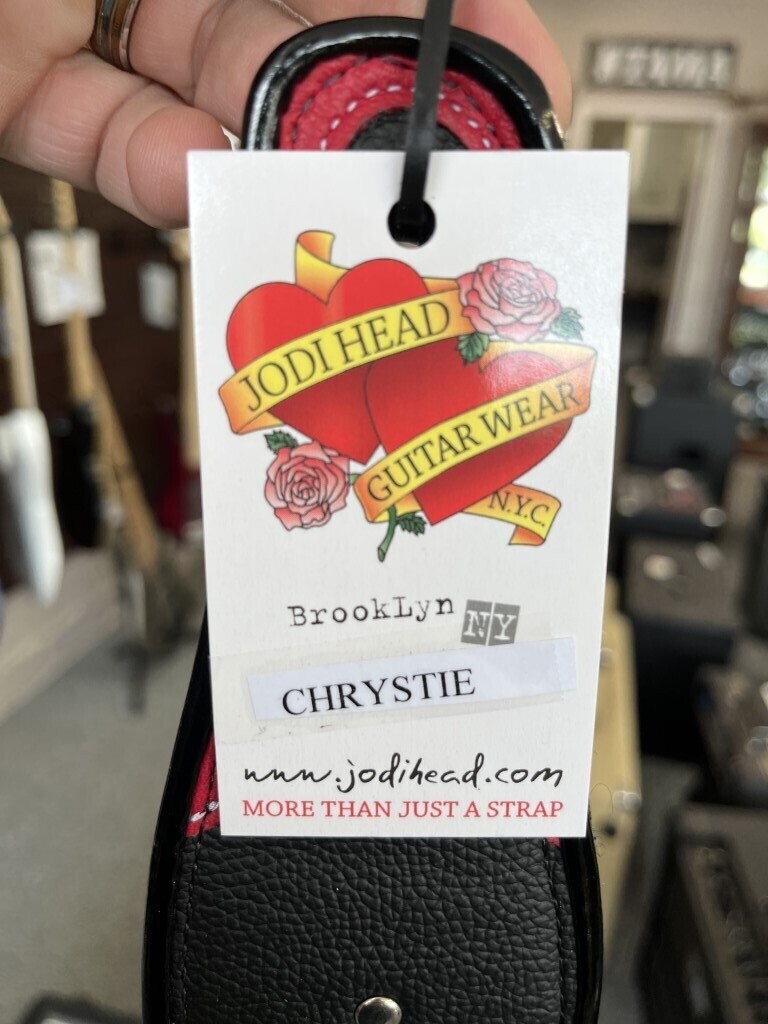 JODI HEAD
GUITAR WEAR
N.Y.C.
BrookLyn NY
CHRYSTIE
www.jodihead.com
MORE THAN JUST A STRAP